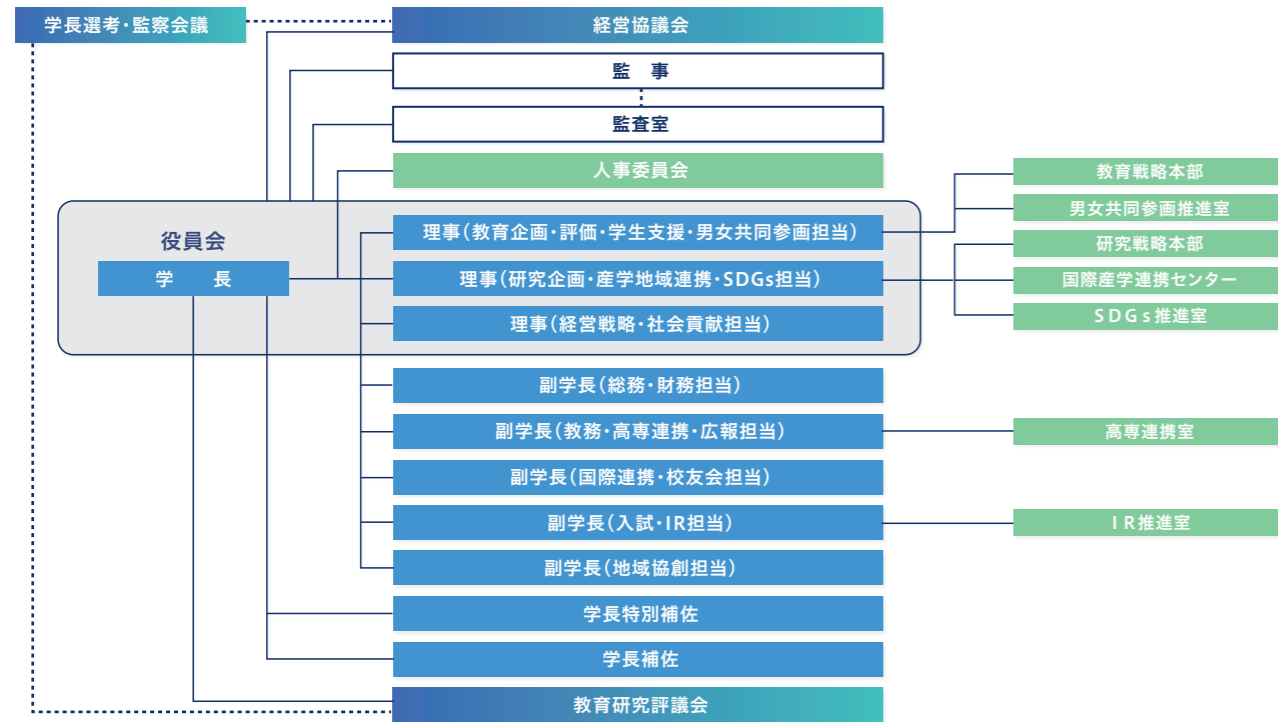 学長選考・監察会議
経営協議会
監　事
監査室
人事委員会
役員会
学　長
理事（教育企画・評価・学生支援・男女共同参画担当）
理事（研究企画・産学地域連携・SDGs担当）
理事（経営戦略・社会貢献担当）
副学長（総務・財務担当）
副学長（教務・高専連携・広報担当）
副学長（国際連携・校友会担当）
副学長（入試・IR担当）
副学長（地域協創担当）
学長特別補佐
学長補佐
教育研究評議会
教育戦略本部
男女共同参画推進室
研究戦略本部
国際産学連携センター
SDGs推進室
高専連携室
IR推進室